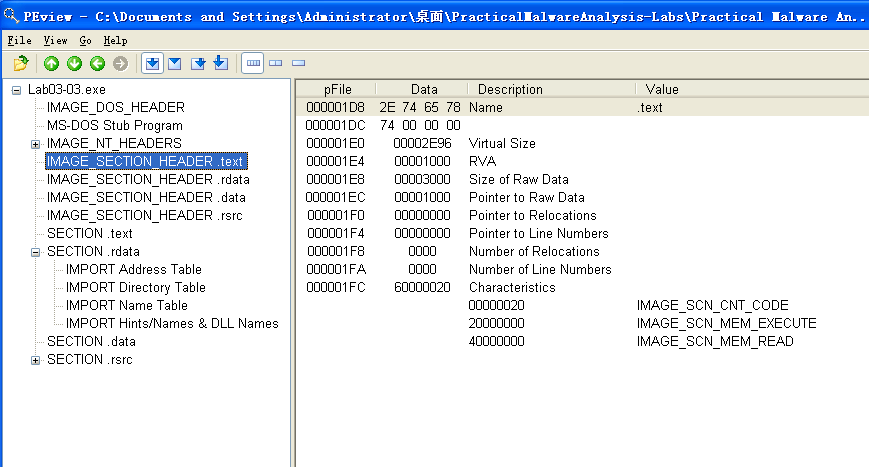 PEview - C:\Documents and Settings\Administrator\桌面\PracticalMalwareAnalysis-Labs\Practical Malware An...
File View Go Help
Lab03-03.exe
IMAGE_DOS_HEADER
MS-DOS Stub Program
IMAGE_NT_HEADERS
IMAGE_SECTION_HEADER .text
IMAGE_SECTION_HEADER .rdata
IMAGE_SECTION_HEADER .data
IMAGE_SECTION_HEADER .rsrc
SECTION .text
SECTION .rdata
IMPORT Address Table
IMPORT Directory Table
IMPORT Name Table
IMPORT Hints/Names & DLL Names
SECTION .data
SECTION .rsrc
pFile Data Description Value
000001D8 2E 74 65 78 Name .text
000001DC 74 00 00 00
000001E0 00002E96 Virtual Size
000001E4 00001000 RVA
000001E8 00003000 Size of Raw Data
000001EC 00001000 Pointer to Raw Data
000001F0 00000000 Pointer to Relocations
000001F4 00000000 Pointer to Line Numbers
000001F8 0000 Number of Relocations
000001FA 0000 Number of Line Numbers
000001FC 60000020 Characteristics
00000020 IMAGE_SCN_CNT_CODE
20000000 IMAGE_SCN_MEM_EXECUTE
40000000 IMAGE_SCN_MEM_READ